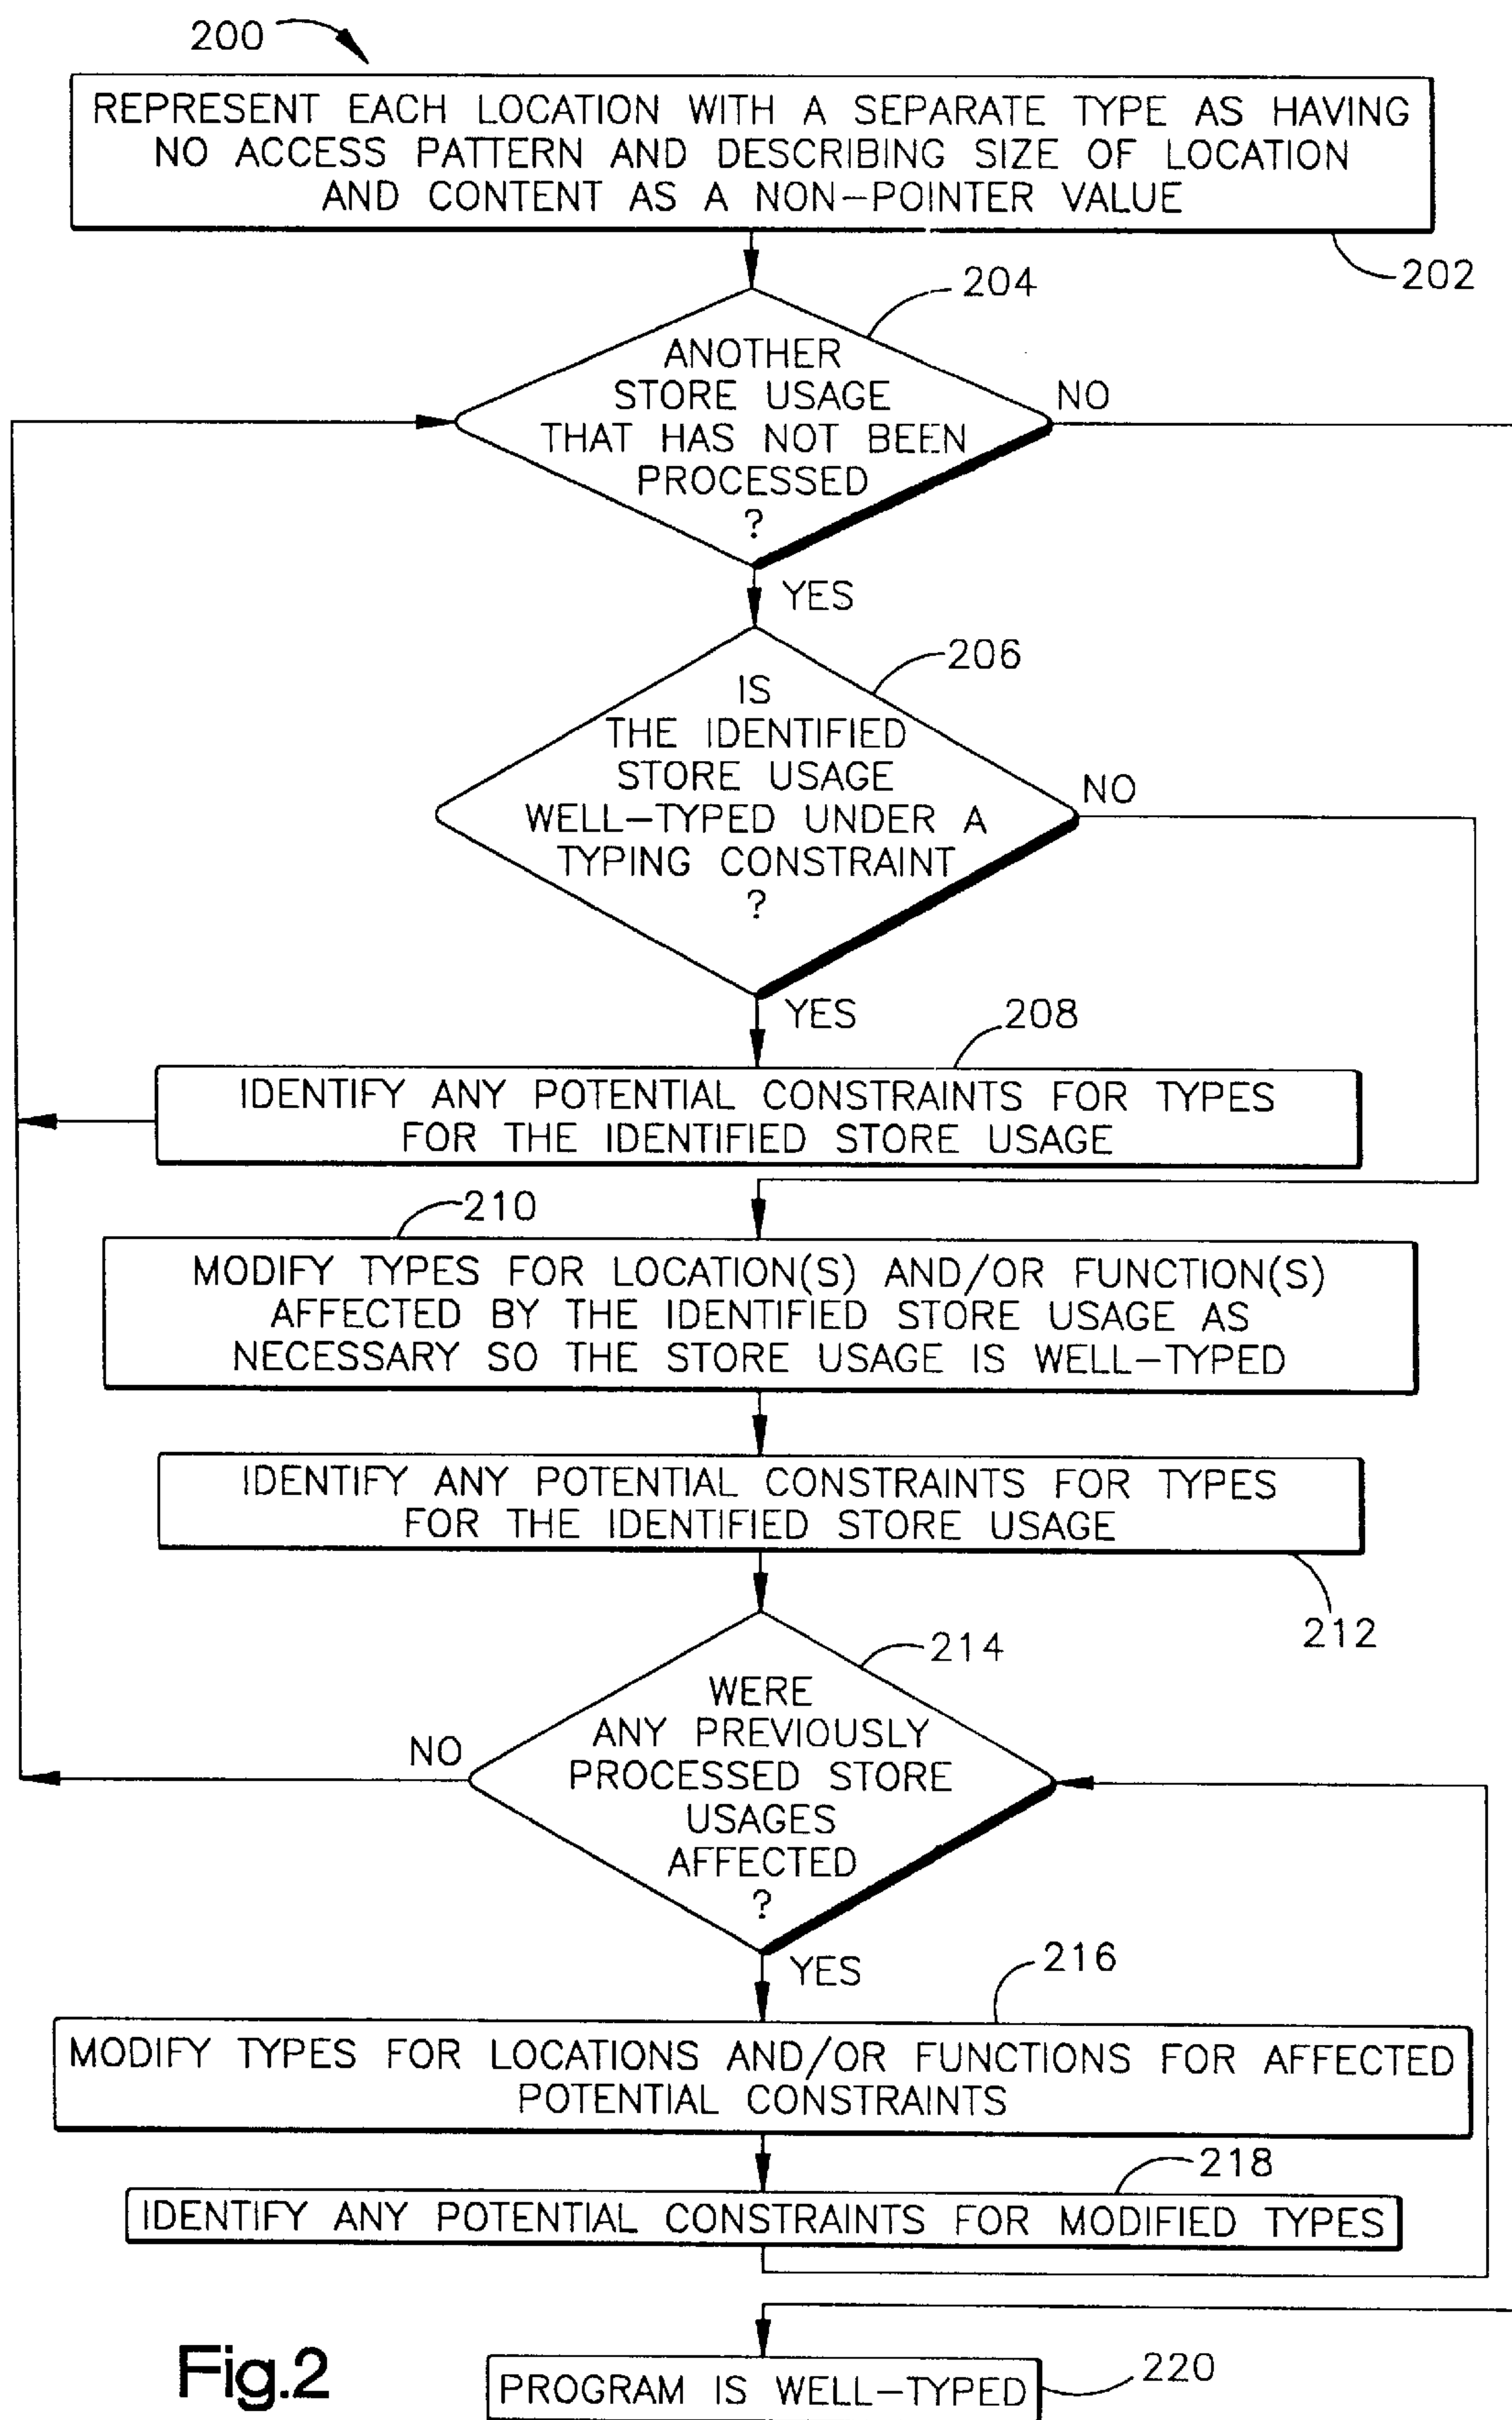 200
REPRESENT EACH LOCATION WITH A SEPARATE TYPE AS HAVING
NO ACCESS PATTERN AND DESCRIBING SIZE OF LOCATION
AND CONTENT AS A NON-POINTER VALUE
202
204
ANOTHER
STORE USAGE
THAT HAS NOT BEEN
PROCESSED
?
NO
YES
206
IS
THE IDENTIFIED
STORE USAGE
WELL-TYPED UNDER A
TYPING CONSTRAINT
?
NO
YES
208
IDENTIFY ANY POTENTIAL CONSTRAINTS FOR TYPES
FOR THE IDENTIFIED STORE USAGE
210
MODIFY TYPES FOR LOCATION(S) AND/OR FUNCTION(S)
AFFECTED BY THE IDENTIFIED STORE USAGE AS
NECESSARY SO THE STORE USAGE IS WELL-TYPED
IDENTIFY ANY POTENTIAL CONSTRAINTS FOR TYPES
FOR THE IDENTIFIED STORE USAGE
212
214
WERE
ANY PREVIOUSLY
PROCESSED STORE
USAGES
AFFECTED
?
NO
YES
216
MODIFY TYPES FOR LOCATIONS AND/OR FUNCTIONS FOR AFFECTED
POTENTIAL CONSTRAINTS
218
IDENTIFY ANY POTENTIAL CONSTRAINTS FOR MODIFIED TYPES
Fig.2
PROGRAM IS WELL-TYPED
220